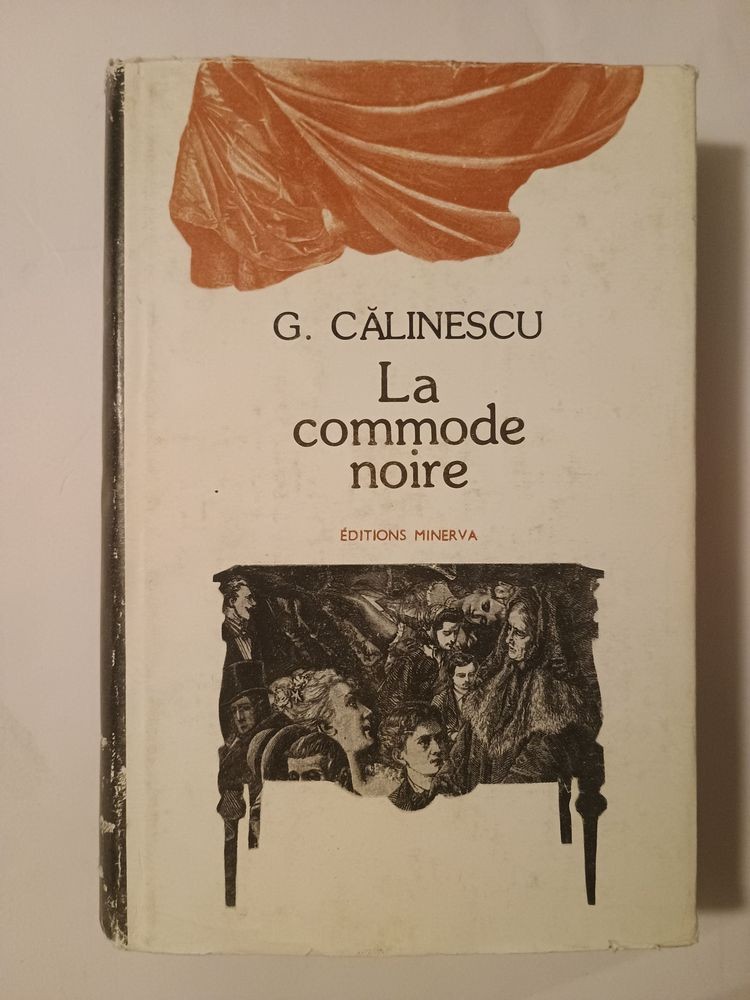 G. CĂLINESCU
La
commode
noire
ÉDITIONS MINERVA